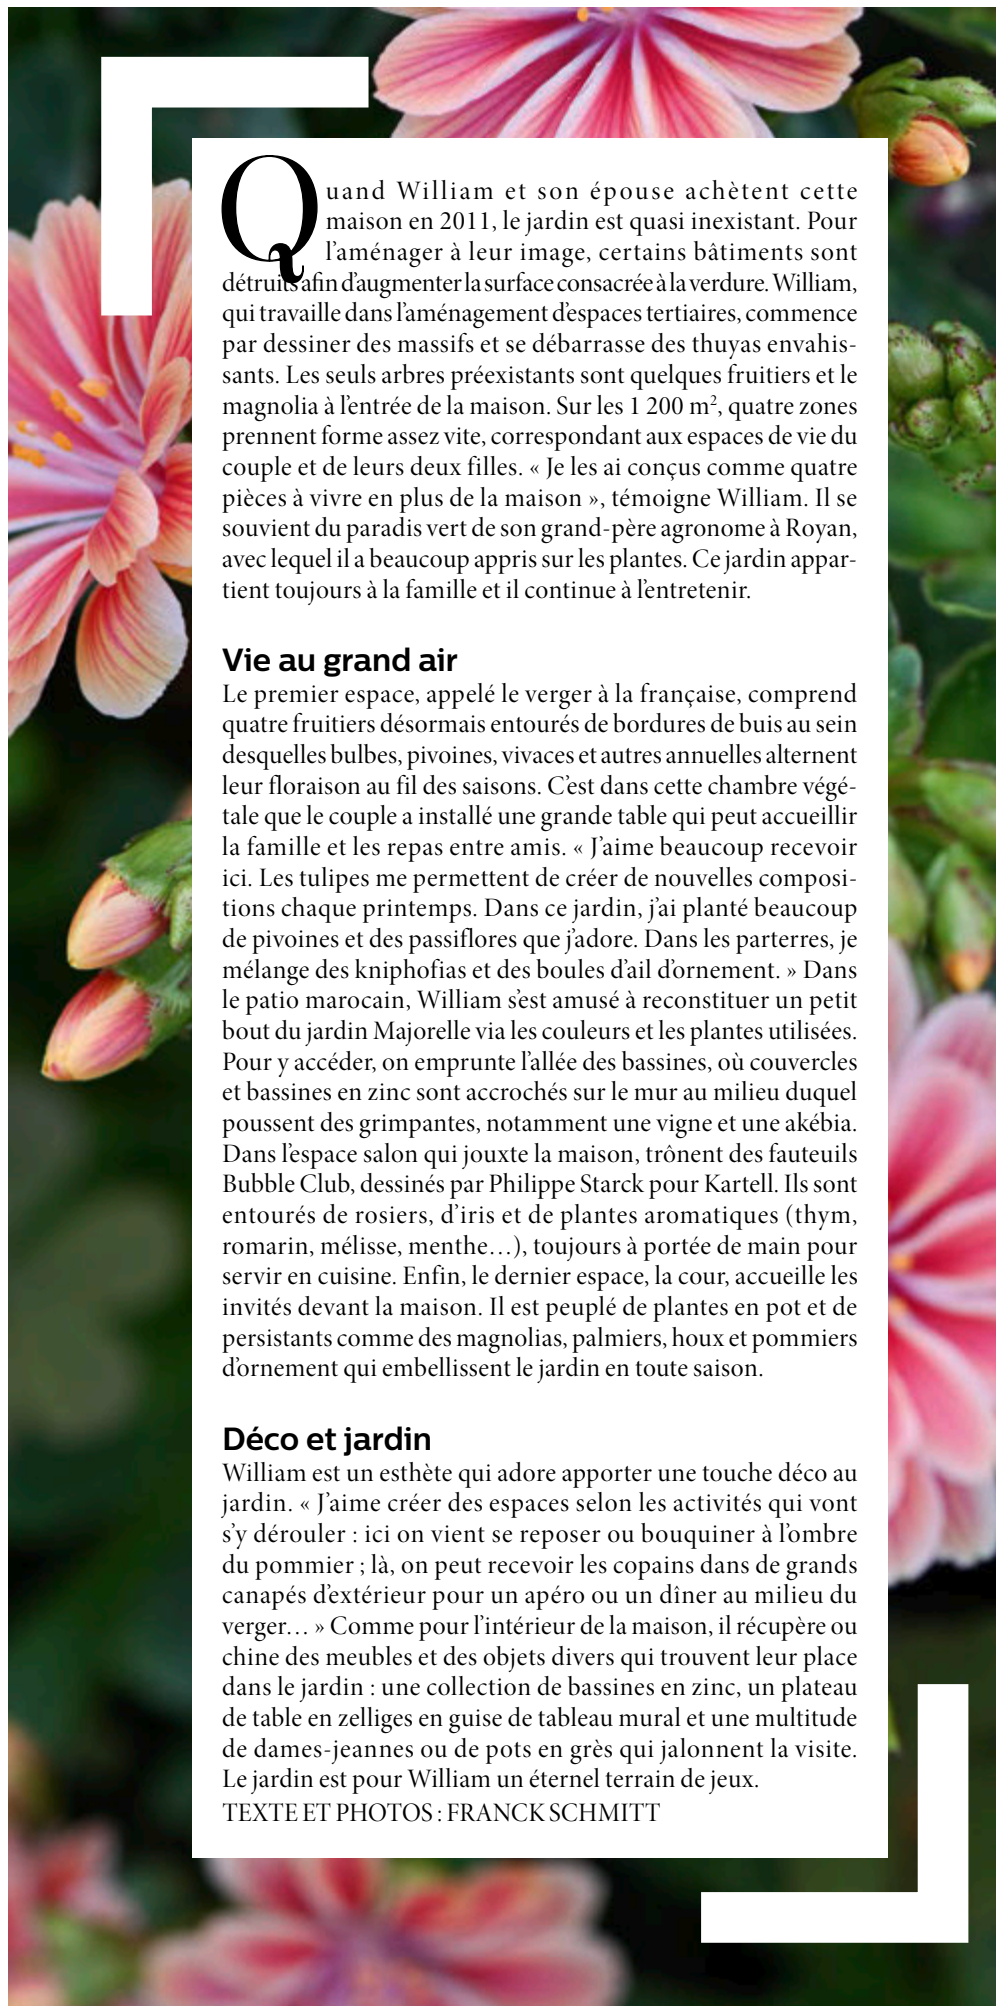 Quand William et son épouse achètent cette
maison en 2011, le jardin est quasi inexistant. Pour
l’aménager à leur image, certains bâtiments sont
détruits afin d’augmenter la surface consacrée à la verdure. William,
qui travaille dans l’aménagement d’espaces tertiaires, commence
par dessiner des massifs et se débarrasse des thuyas envahis-
sants. Les seuls arbres préexistants sont quelques fruitiers et le
magnolia à l’entrée de la maison. Sur les 1 200 m², quatre zones
prennent forme assez vite, correspondant aux espaces de vie du
couple et de leurs deux filles. « Je les ai conçus comme quatre
pièces à vivre en plus de la maison », témoigne William. Il se
souvient du paradis vert de son grand-père agronome à Royan,
avec lequel il a beaucoup appris sur les plantes. Ce jardin appar-
tient toujours à la famille et il continue à l’entretenir.
Vie au grand air
Le premier espace, appelé le verger à la française, comprend
quatre fruitiers désormais entourés de bordures de buis au sein
desquelles bulbes, pivoines, vivaces et autres annuelles alternent
leur floraison au fil des saisons. C’est dans cette chambre végé-
tale que le couple a installé une grande table qui peut accueillir
la famille et les repas entre amis. « J’aime beaucoup recevoir
ici. Les tulipes me permettent de créer de nouvelles composi-
tions chaque printemps. Dans ce jardin, j’ai planté beaucoup
de pivoines et des passiflores que j’adore. Dans les parterres, je
mélange des kniphofias et des boules d’ail d’ornement. » Dans
le patio marocain, William s’est amusé à reconstituer un petit
bout du jardin Majorelle via les couleurs et les plantes utilisées.
Pour y accéder, on emprunte l’allée des bassines, où couvercles
et bassines en zinc sont accrochés sur le mur au milieu duquel
poussent des grimpantes, notamment une vigne et une akébia.
Dans l’espace salon qui jouxte la maison, trônent des fauteuils
Bubble Club, dessinés par Philippe Starck pour Kartell. Ils sont
entourés de rosiers, d’iris et de plantes aromatiques (thym,
romarin, mélisse, menthe…), toujours à portée de main pour
servir en cuisine. Enfin, le dernier espace, la cour, accueille les
invités devant la maison. Il est peuplé de plantes en pot et de
persistants comme des magnolias, palmiers, houx et pommiers
d’ornement qui embellissent le jardin en toute saison.
Déco et jardin
William est un esthète qui adore apporter une touche déco au
jardin. « J’aime créer des espaces selon les activités qui vont
s’y dérouler : ici on vient se reposer ou bouquiner à l’ombre
du pommier ; là, on peut recevoir les copains dans de grands
canapés d’extérieur pour un apéro ou un dîner au milieu du
verger… » Comme pour l’intérieur de la maison, il récupère ou
chine des meubles et des objets divers qui trouvent leur place
dans le jardin : une collection de bassines en zinc, un plateau
de table en zelliges en guise de tableau mural et une multitude
de dames-jeannes ou de pots en grès qui jalonnent la visite.
Le jardin est pour William un éternel terrain de jeux.
TEXTE ET PHOTOS : FRANCK SCHMITT